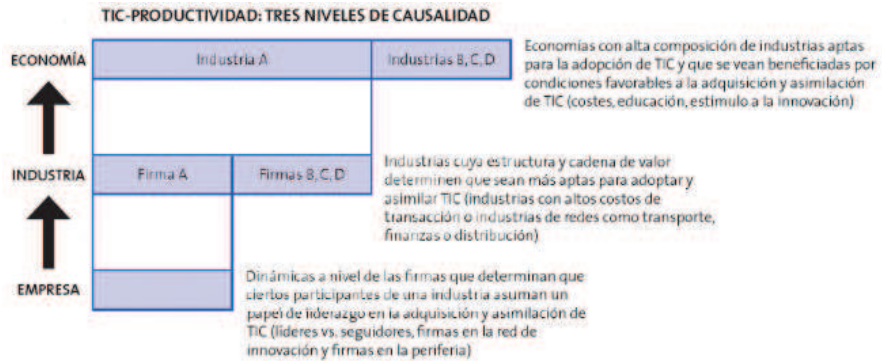 TIC-PRODUCTIVIDAD: TRES NIVELES DE CAUSALIDAD
ECONOMÍA
Industria A
Industrias B, C, D
Economías con alta composición de industrias aptas
para la adopción de TIC y que se vean beneficiadas por
condiciones favorables a la adquisición y asimilación
de TIC (costes, educación, estímulo a la innovación)
INDUSTRIA
Firma A
Firmas B, C, D
Industrias cuya estructura y cadena de valor
determinen que sean más aptas para adoptar y
asimilar TIC (industrias con altos costos de
transacción o industrias de redes como transporte,
finanzas o distribución)
EMPRESA
Dinámicas a nivel de las firmas que determinan que
ciertos participantes de una industria asuman un
papel de liderazgo en la adquisición y asimilación de
TIC (líderes vs. seguidores, firmas en la red de
innovación y firmas en la periferia)